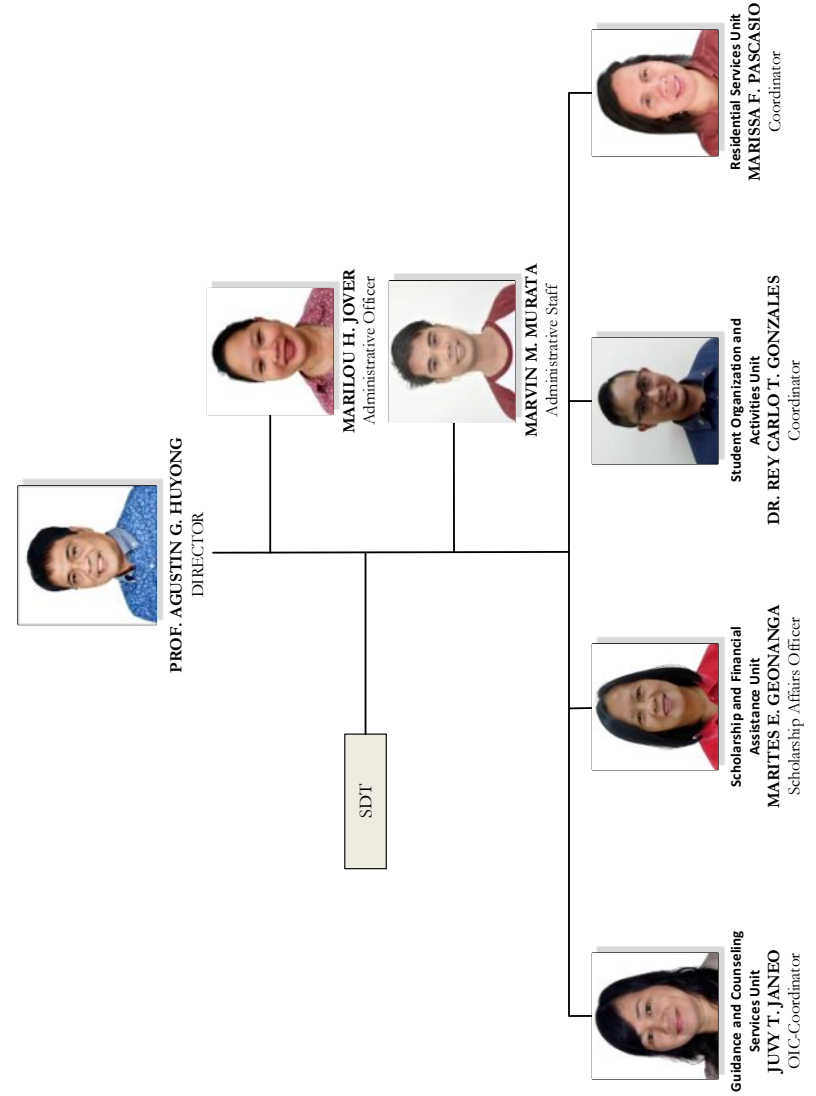 PROF. AGUSTIN G. HUYONG
DIRECTOR
MARILOU H. JOVER
Administrative Officer
SDT
MARVIN M. MURATA
Administrative Staff
Guidance and Counseling
Services Unit
JUVY T. JANEO
OIC-Coordinator
Scholarship and Financial
Assistance Unit
MARITES E. GEONANGA
Scholarship Affairs Officer
Student Organization and
Activities Unit
DR. REY CARLO T. GONZALES
Coordinator
Residential Services Unit
MARISSA F. PASCASIO
Coordinator